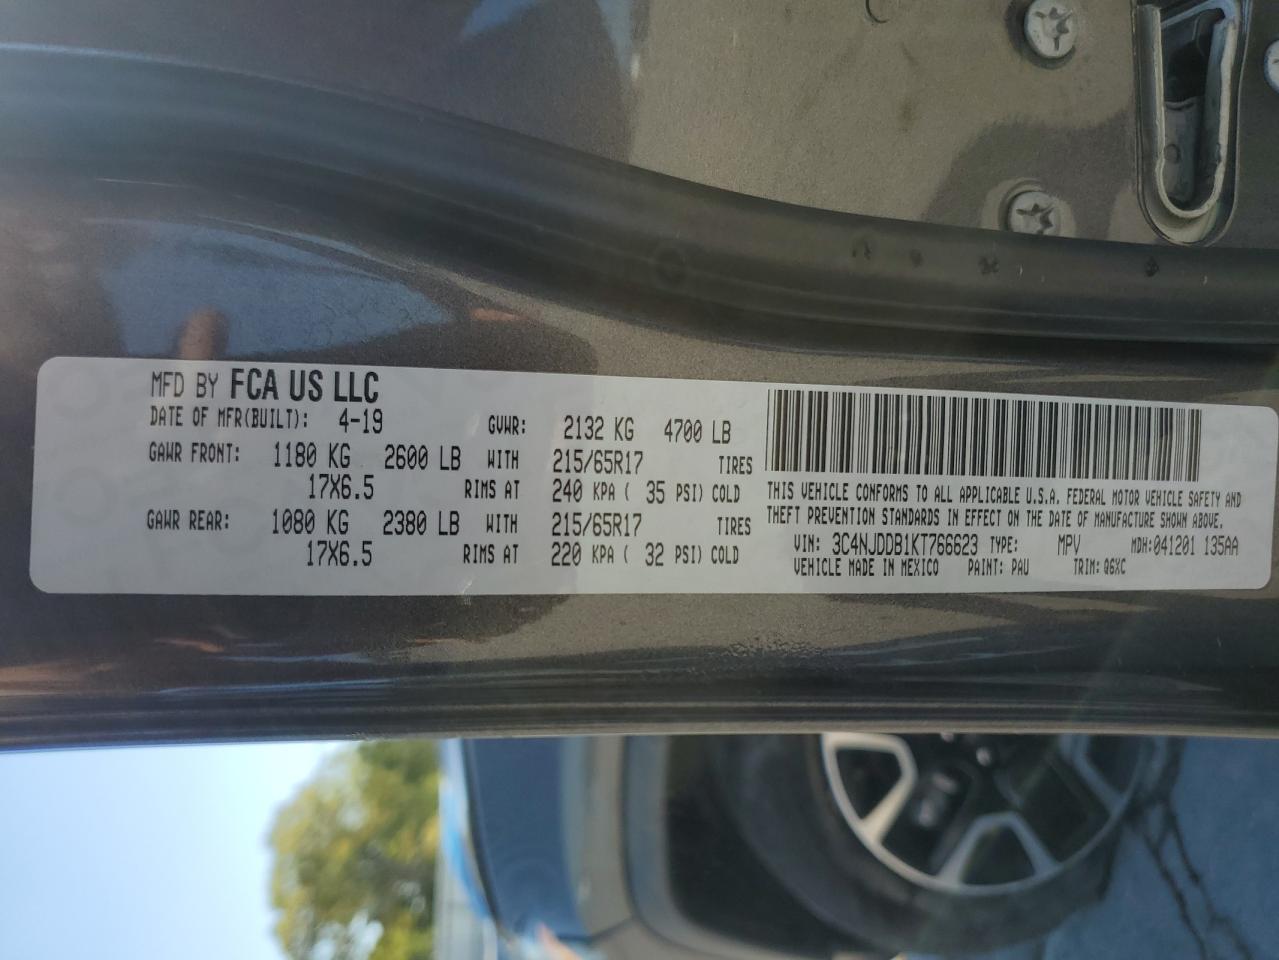 MFD BY FCA US LLC
DATE OF MFR(BUILT): 4-19 GVWR: 2132 KG 4700 LB
GAWR FRONT: 1180 KG 2600 LB WITH 215/65R17 TIRES
17X6.5 RIMS AT 240 KPA ( 35 PSI) COLD
GAWR REAR: 1080 KG 2380 LB WITH 215/65R17 TIRES
17X6.5 RIMS AT 220 KPA ( 32 PSI) COLD
THIS VEHICLE CONFORMS TO ALL APPLICABLE U.S.A. FEDERAL MOTOR VEHICLE SAFETY AND
THEFT PREVENTION STANDARDS IN EFFECT ON THE DATE OF MANUFACTURE SHOWN ABOVE.
VIN: 3C4NJDDB1KT766623 TYPE: MPV MDH:041201 135AA
VEHICLE MADE IN MEXICO PAINT: PAU TRIM: Q6XC